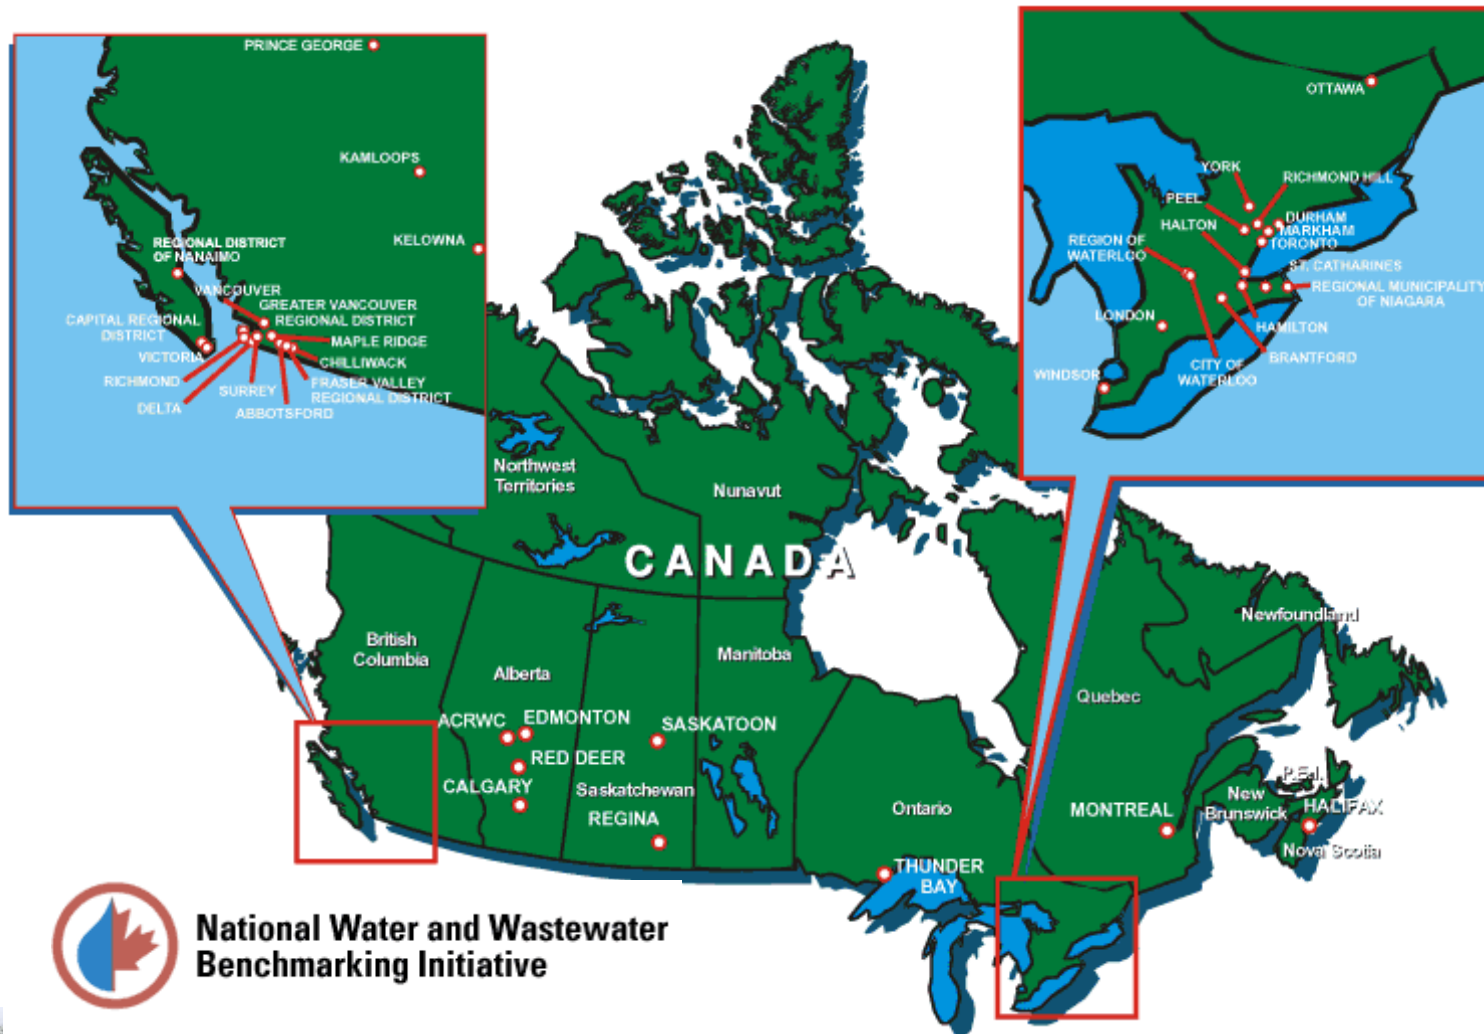 PRINCE GEORGE
KAMLOOPS
KELOWNA
REGIONAL DISTRICT
OF NANAIMO
VANCOUVER
GREATER VANCOUVER
REGIONAL DISTRICT
CAPITAL REGIONAL
DISTRICT
MAPLE RIDGE
VICTORIA
CHILLIWACK
RICHMOND
SURREY
FRASER VALLEY
REGIONAL DISTRICT
DELTA
ABBOTSFORD
OTTAWA
YORK
RICHMOND HILL
PEEL
HALTON
DURHAM
MARKHAM
TORONTO
REGION OF
WATERLOO
ST. CATHARINES
REGIONAL MUNICIPALITY
OF NIAGARA
LONDON
HAMILTON
BRANTFORD
CITY OF
WATERLOO
WINDSOR
Northwest
Territories
Nunavut
CANADA
British
Columbia
Alberta
Manitoba
Newfoundland
Quebec
ACRWC
EDMONTON
SASKATOON
RED DEER
CALGARY
Saskatchewan
REGINA
Ontario
MONTREAL
P.E.I.
New
Brunswick
HALIFAX
Nova Scotia
THUNDER
BAY
National Water and Wastewater
Benchmarking Initiative